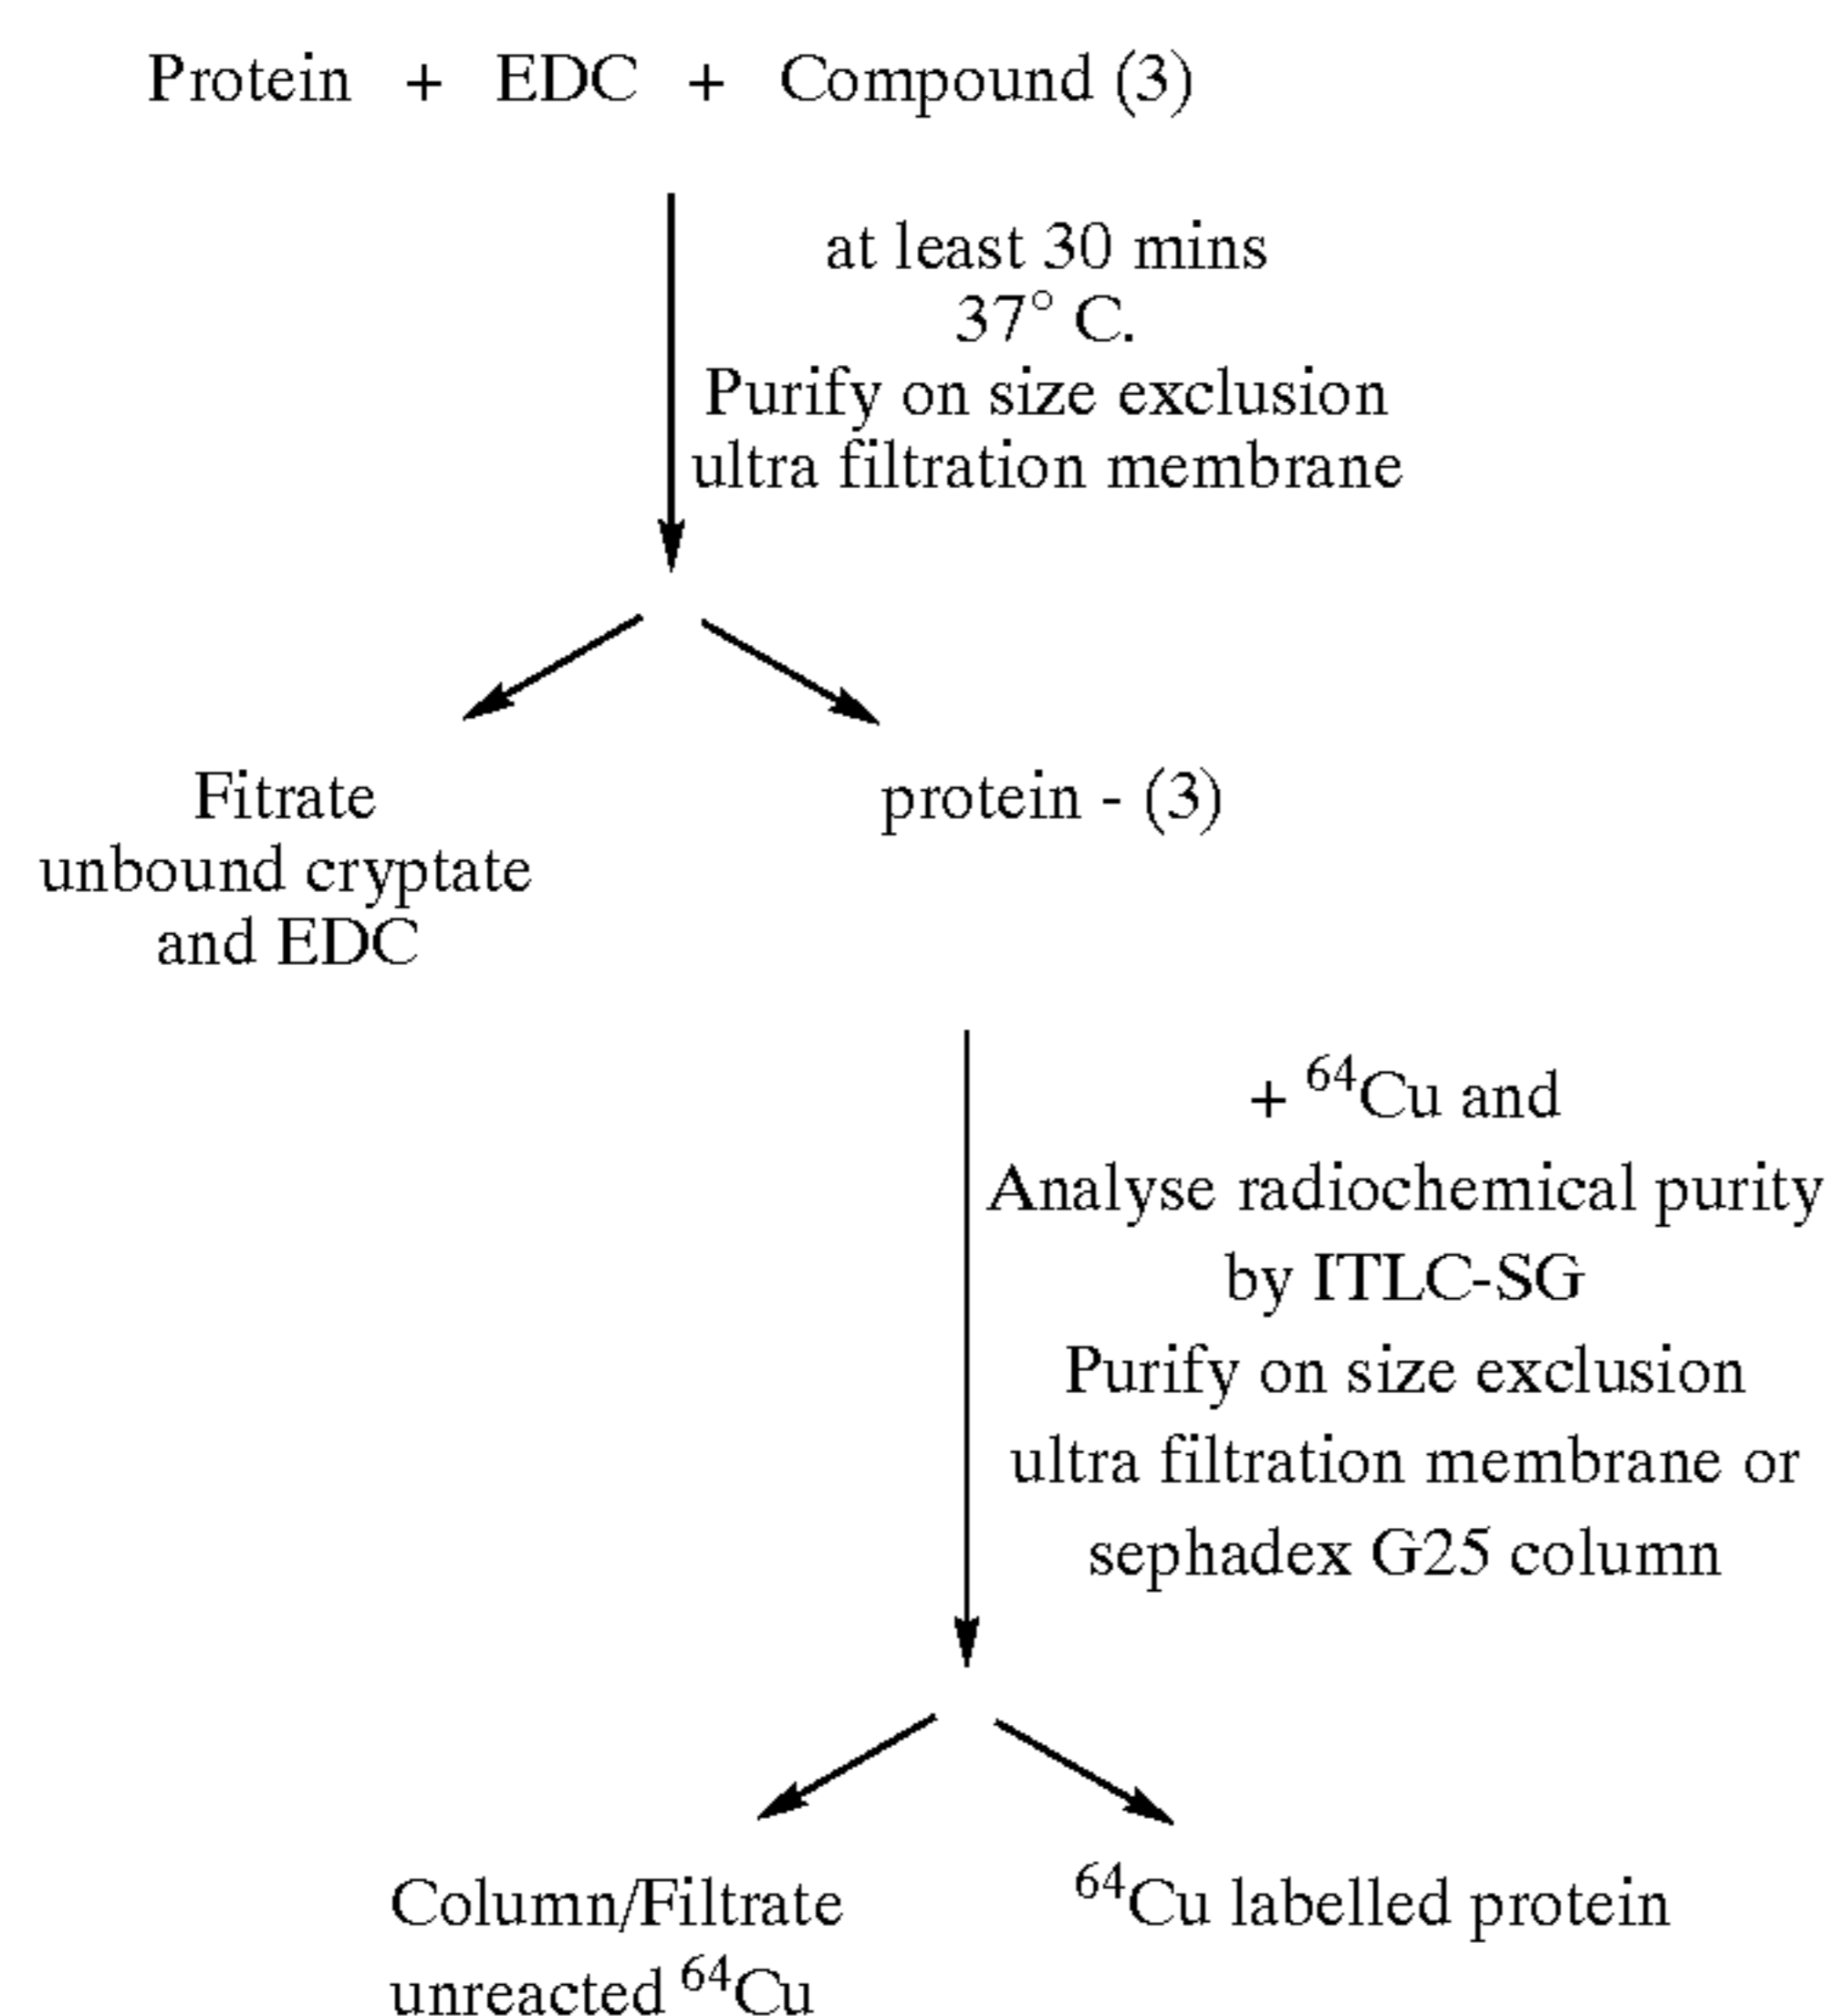 Protein + EDC + Compound (3)
at least 30 mins
37° C.
Purify on size exclusion
ultra filtration membrane
Fitrate
unbound cryptate
and EDC
protein - (3)
+ ⁶⁴Cu and
Analyse radiochemical purity
by ITLC-SG
Purify on size exclusion
ultra filtration membrane or
sephadex G25 column
Column/Filtrate
unreacted ⁶⁴Cu
⁶⁴Cu labelled protein